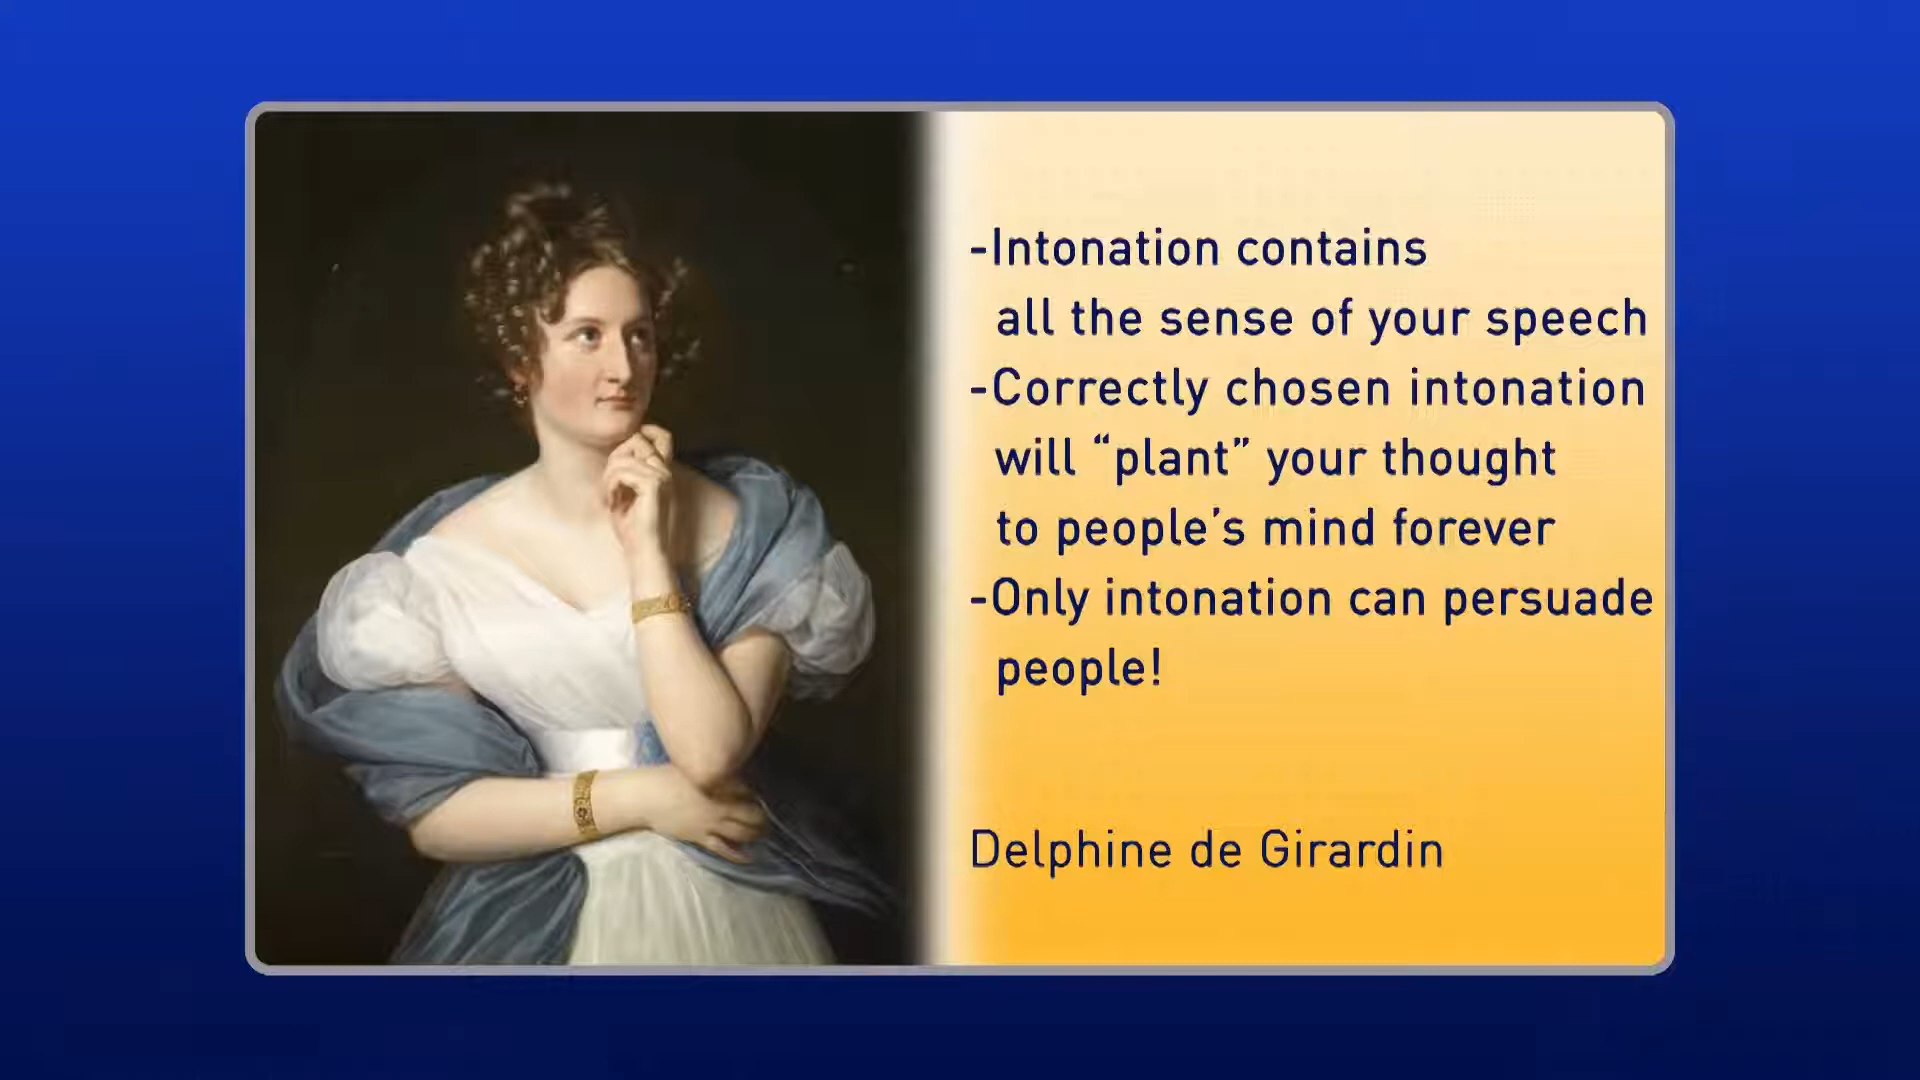 -Intonation contains
all the sense of your speech
-Correctly chosen intonation
will “plant” your thought
to people’s mind forever
-Only intonation can persuade
people!
Delphine de Girardin